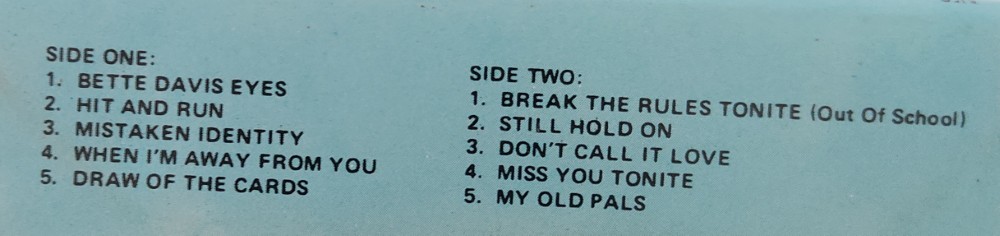 SIDE ONE:
1. BETTE DAVIS EYES
2. HIT AND RUN
3. MISTAKEN IDENTITY
4. WHEN I'M AWAY FROM YOU
5. DRAW OF THE CARDS
SIDE TWO:
1. BREAK THE RULES TONITE (Out Of School)
2. STILL HOLD ON
3. DON'T CALL IT LOVE
4. MISS YOU TONITE
5. MY OLD PALS